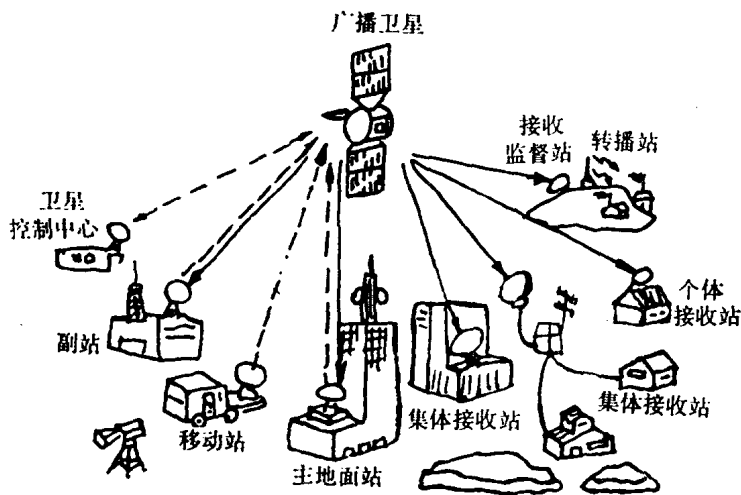 广播卫星
接收
监督站
转播站
卫星
控制中心
个体
接收站
副站
移动站
主地面站
集体接收站
集体接收站